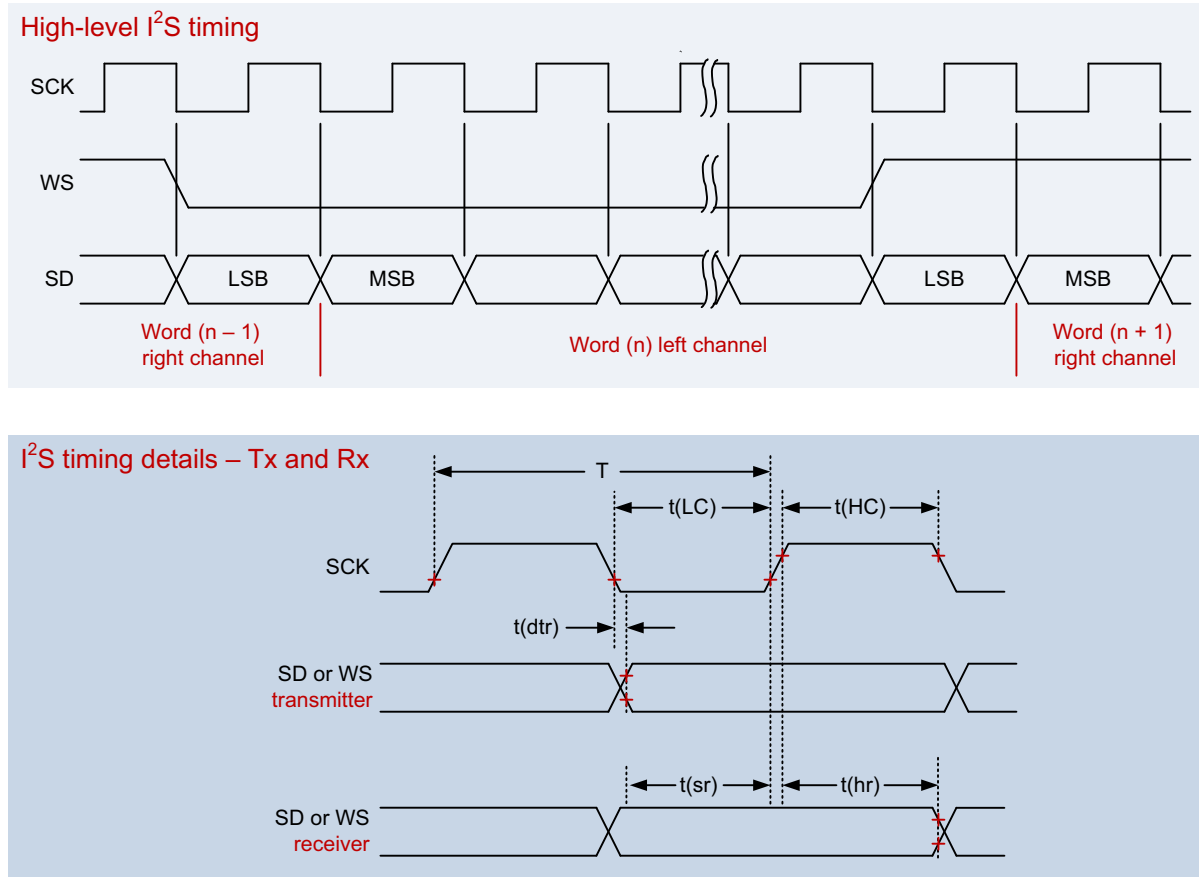 High-level I²S timing
SCK
WS
SD
LSB
MSB
LSB
MSB
Word (n – 1)
right channel
Word (n) left channel
Word (n + 1)
right channel
I²S timing details – Tx and Rx
T
t(LC)
t(HC)
SCK
t(dtr)
SD or WS
transmitter
t(sr)
t(hr)
SD or WS
receiver